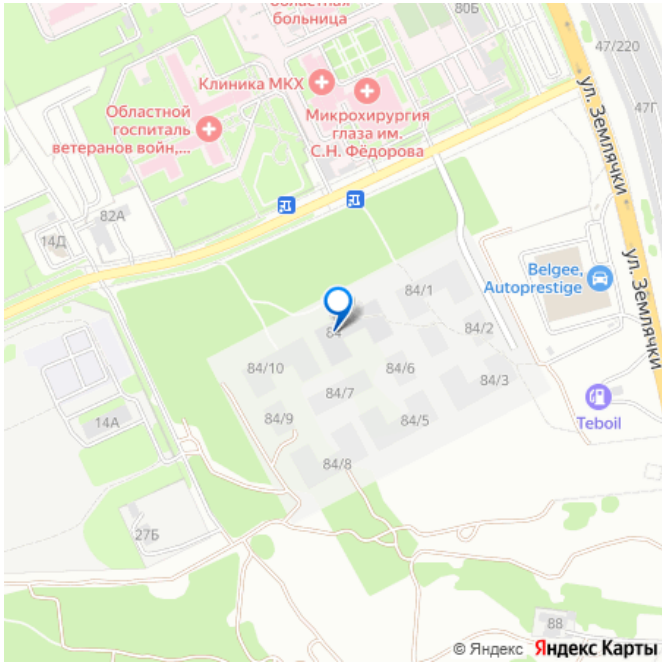 областная
больница
80Б
47/220
Клиника МКХ
ул. Землячки
47Г
Микрохирургия
глаза им.
С.Н. Фёдорова
Областной
госпиталь
ветеранов войн,...
82А
14Д
ул. Землячки
Belgee,
Autoprestige
84/1
84
84/2
84/10
84/6
84/3
84/7
Teboil
84/9
84/5
14А
84/8
27Б
88
© Яндекс Яндекс Карты